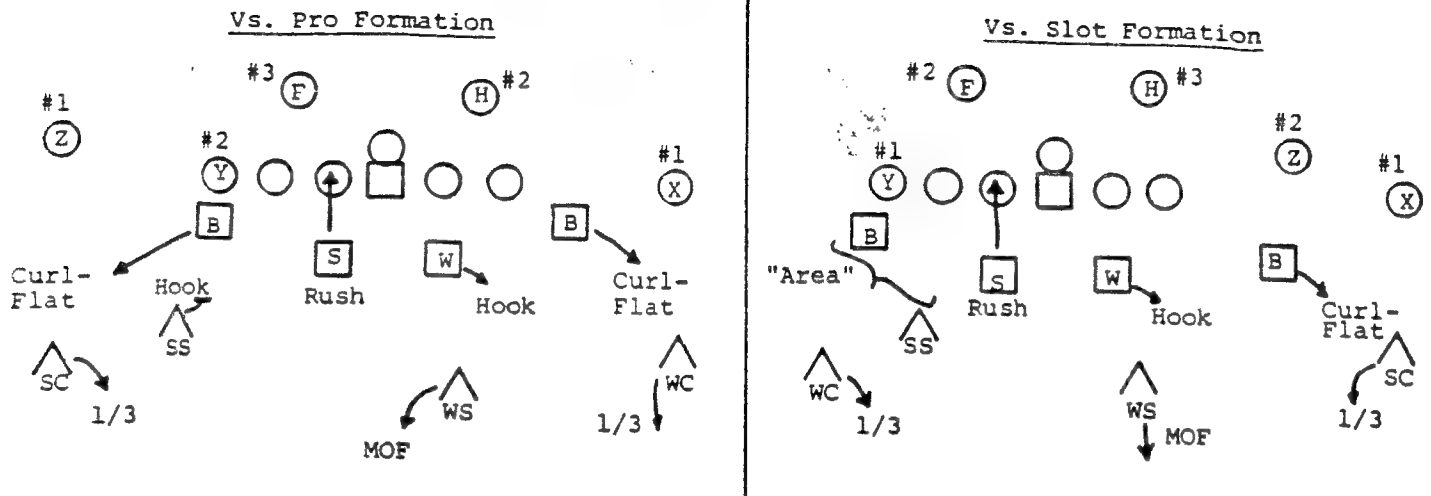 Vs. Pro Formation
#3
F
H
#2
#1
Z
#2
Y
#1
X
B
B
S
W
Curl-
Flat
Hook
SS
Rush
Hook
Curl-
Flat
SC
1/3
WS
MOF
WC
1/3
Vs. Slot Formation
#2
F
H
#3
#2
Z
#1
Y
#1
X
B
"Area"
S
Rush
W
Hook
B
Curl-
Flat
SS
WC
1/3
WS
MOF
SC
1/3